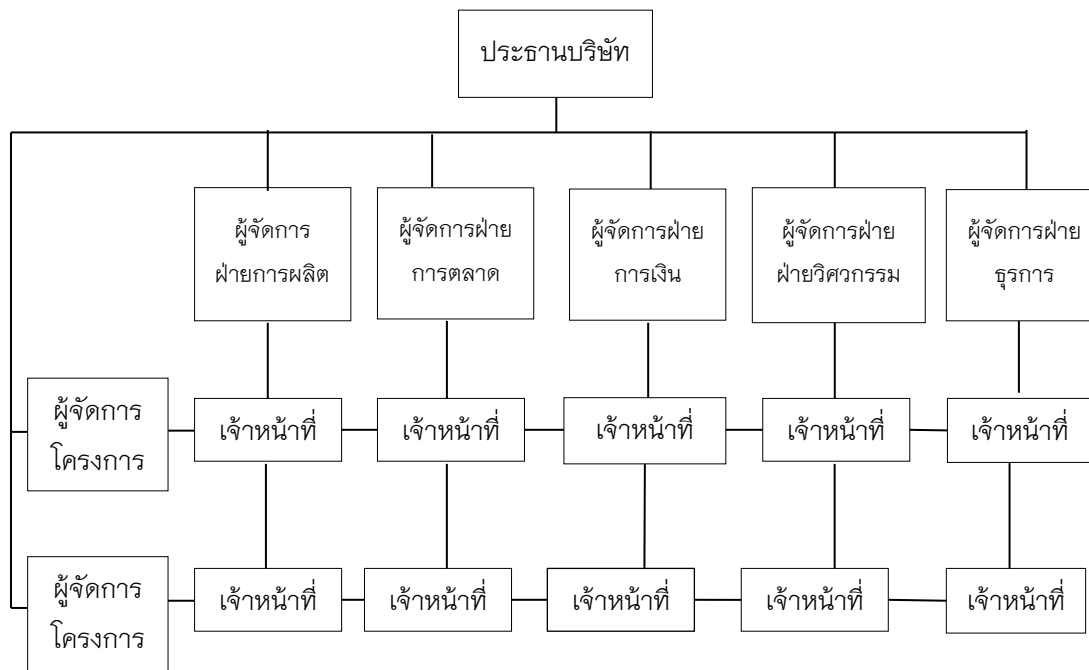 ประธานบริษัท
ผู้จัดการ
ฝ่ายการผลิต
ผู้จัดการฝ่าย
การตลาด
ผู้จัดการฝ่าย
การเงิน
ผู้จัดการฝ่าย
ฝ่ายวิศวกรรม
ผู้จัดการฝ่าย
ธุรการ
ผู้จัดการ
โครงการ
เจ้าหน้าที่
เจ้าหน้าที่
เจ้าหน้าที่
เจ้าหน้าที่
เจ้าหน้าที่
ผู้จัดการ
โครงการ
เจ้าหน้าที่
เจ้าหน้าที่
เจ้าหน้าที่
เจ้าหน้าที่
เจ้าหน้าที่